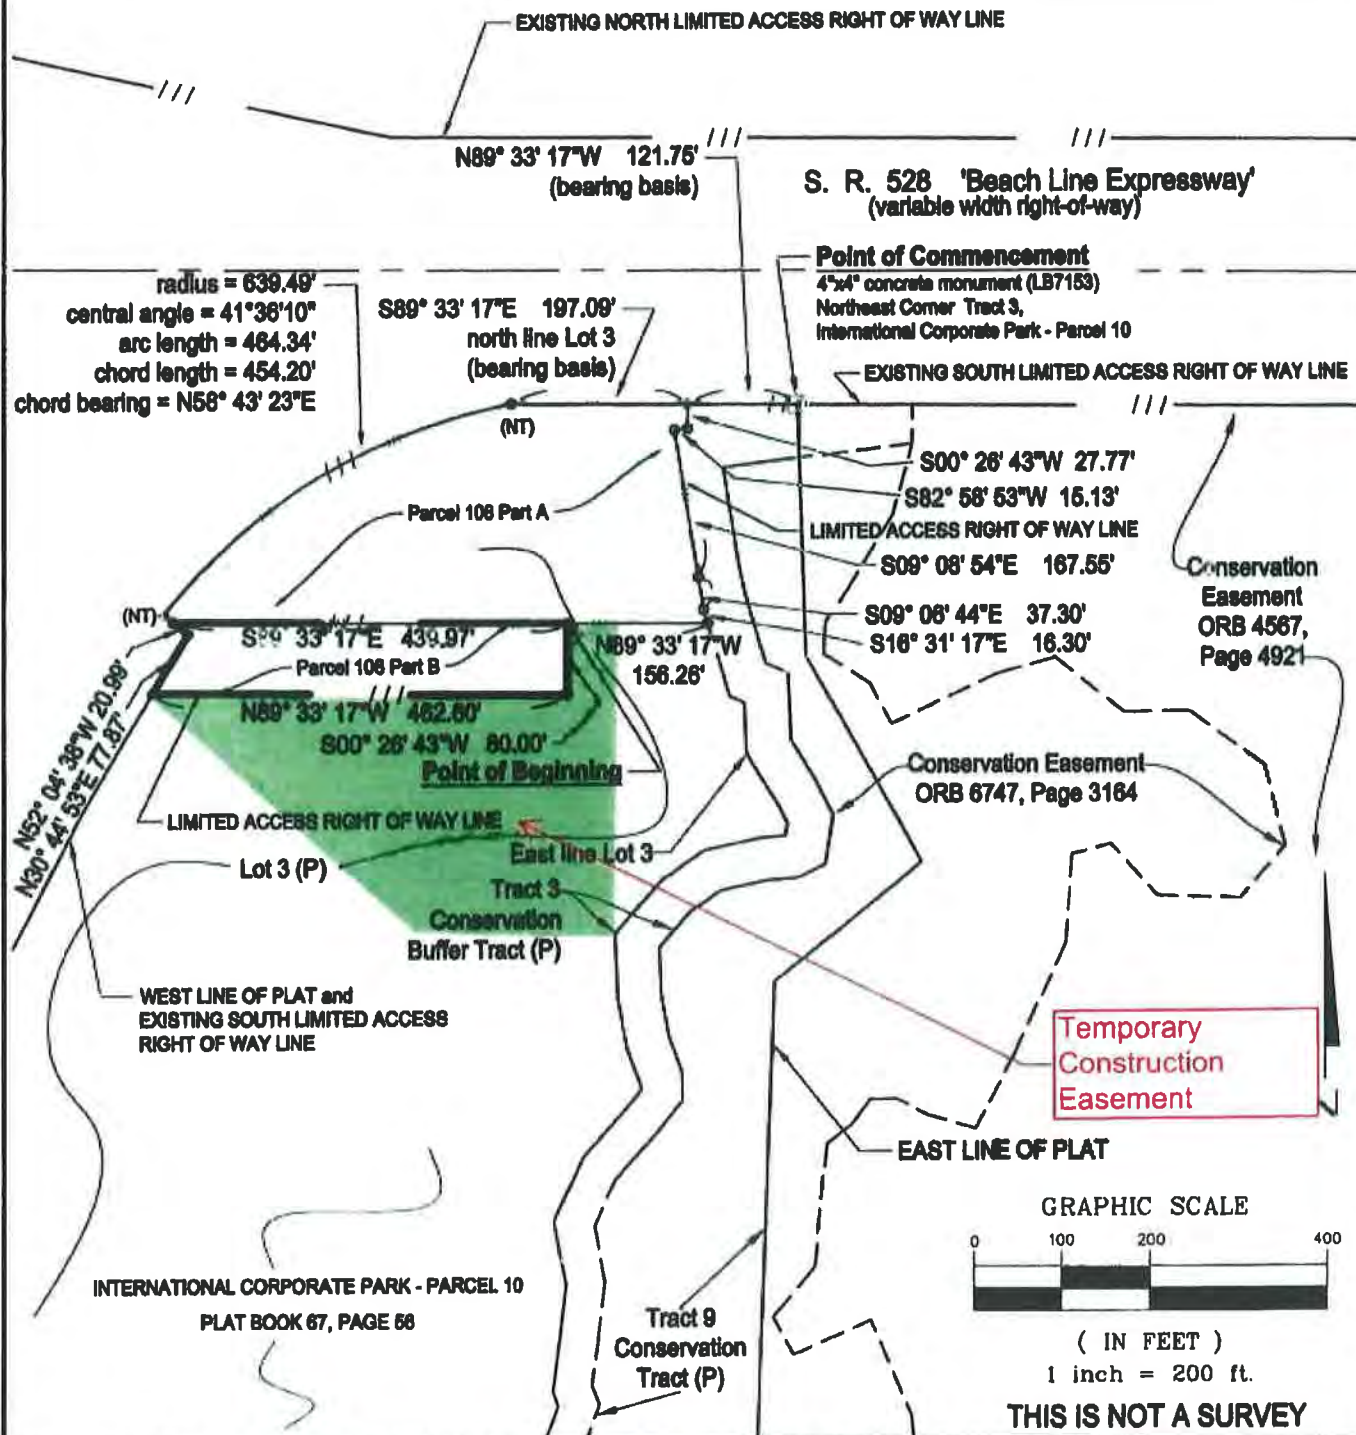 EXISTING NORTH LIMITED ACCESS RIGHT OF WAY LINE
N89° 33' 17"W 121.75'
(bearing basis)
S. R. 528 'Beach Line Expressway'
(variable width right-of-way)
Point of Commencement
4"x4" concrete monument (LB7153)
Northeast Corner Tract 3,
International Corporate Park - Parcel 10
radius = 639.49'
central angle = 41°36'10"
arc length = 464.34'
chord length = 454.20'
chord bearing = N58° 43' 23"E
S89° 33' 17"E 197.09'
north line Lot 3
(bearing basis)
EXISTING SOUTH LIMITED ACCESS RIGHT OF WAY LINE
(NT)
S00° 26' 43"W 27.77'
S82° 58' 53"W 15.13'
Parcel 108 Part A
LIMITED ACCESS RIGHT OF WAY LINE
S09° 08' 54"E 167.55'
Conservation
Easement
ORB 4567,
Page 4921
(NT)
S09° 06' 44"E 37.30'
S16° 31' 17"E 16.30'
S89° 33' 17"E 439.97'
N89° 33' 17"W
156.26'
Parcel 108 Part B
N89° 33' 17"W 462.60'
S00° 26' 43"W 80.00'
Point of Beginning
N52° 04' 38"W 20.99'
N30° 44' 53"E 77.87'
Conservation Easement
ORB 6747, Page 3164
LIMITED ACCESS RIGHT OF WAY LINE
East line Lot 3
Lot 3 (P)
Tract 3
Conservation
Buffer Tract (P)
WEST LINE OF PLAT and
EXISTING SOUTH LIMITED ACCESS
RIGHT OF WAY LINE
Temporary
Construction
Easement
EAST LINE OF PLAT
GRAPHIC SCALE
0 100 200 400
INTERNATIONAL CORPORATE PARK - PARCEL 10
PLAT BOOK 67, PAGE 56
Tract 9
Conservation
Tract (P)
( IN FEET )
1 inch = 200 ft.
THIS IS NOT A SURVEY